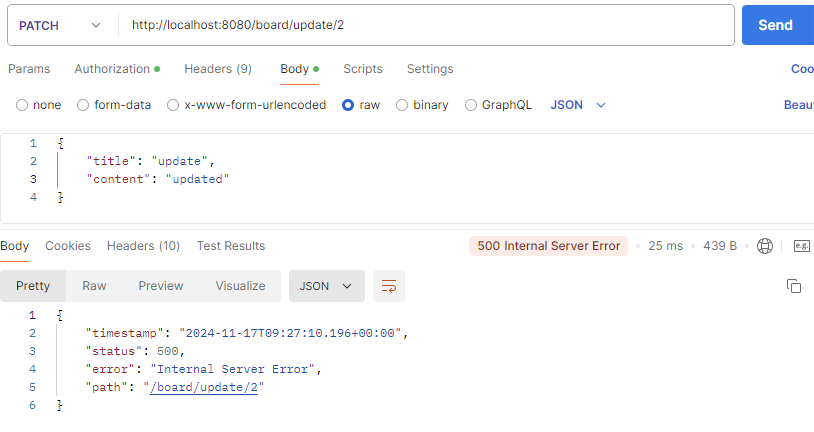 PATCH http://localhost:8080/board/update/2 Send
Params Authorization Headers (9) Body Scripts Settings Coo
none form-data x-www-form-urlencoded raw binary GraphQL JSON Beau
1 {
2 "title": "update",
3 "content": "updated"
4 }
Body Cookies Headers (10) Test Results 500 Internal Server Error • 25 ms • 439 B • e.g.
Pretty Raw Preview Visualize JSON
1 {
2 "timestamp": "2024-11-17T09:27:10.196+00:00",
3 "status": 500,
4 "error": "Internal Server Error",
5 "path": "/board/update/2"
6 }